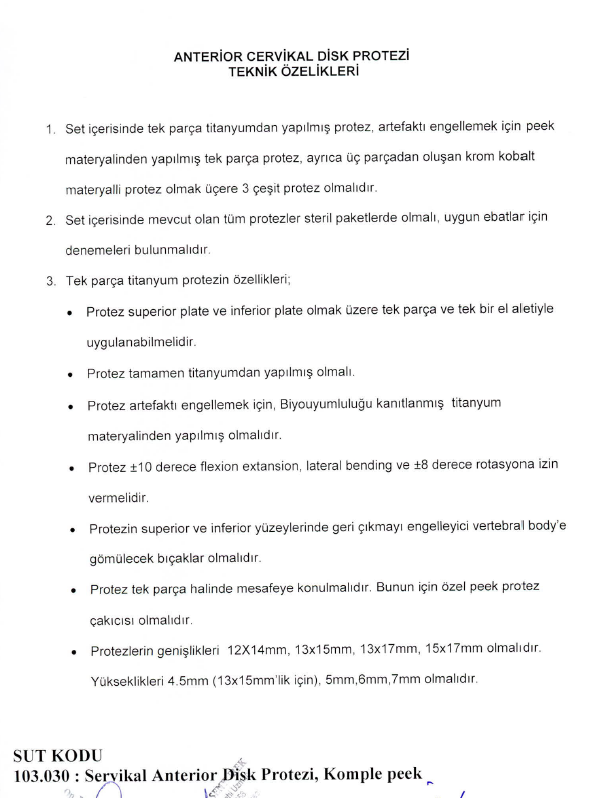 ANTERİOR CERVİKAL DİSK PROTEZİ
TEKNİK ÖZELİKLERİ
1. Set içerisinde tek parça titanyumdan yapılmış protez, artefaktı engellemek için peek
materyalinden yapılmış tek parça protez, ayrıca üç parçadan oluşan krom kobalt
materyalli protez olmak üçere 3 çeşit protez olmalıdır.
2. Set içerisinde mevcut olan tüm protezler steril paketlerde olmalı, uygun ebatlar için
denemeleri bulunmalıdır.
3. Tek parça titanyum protezin özellikleri;
• Protez superior plate ve inferior plate olmak üzere tek parça ve tek bir el aletiyle
uygulanabilmelidir.
• Protez tamamen titanyumdan yapılmış olmalı.
• Protez artefaktı engellemek için, Biyouyumluluğu kanıtlanmış titanyum
materyalinden yapılmış olmalıdır.
• Protez ±10 derece flexion extansion, lateral bending ve ±8 derece rotasyona izin
vermelidir.
• Protezin superior ve inferior yüzeylerinde geri çıkmayı engelleyici vertebral body'e
gömülecek bıçaklar olmalıdır.
• Protez tek parça halinde mesafeye konulmalıdır. Bunun için özel peek protez
çakıcısı olmalıdır.
• Protezlerin genişlikleri 12X14mm, 13x15mm, 13x17mm, 15x17mm olmalıdır.
Yükseklikleri 4.5mm (13x15mm'lik için), 5mm,6mm,7mm olmalıdır.
SUT KODU
103.030 : Servikal Anterior Disk Protezi, Komple peek